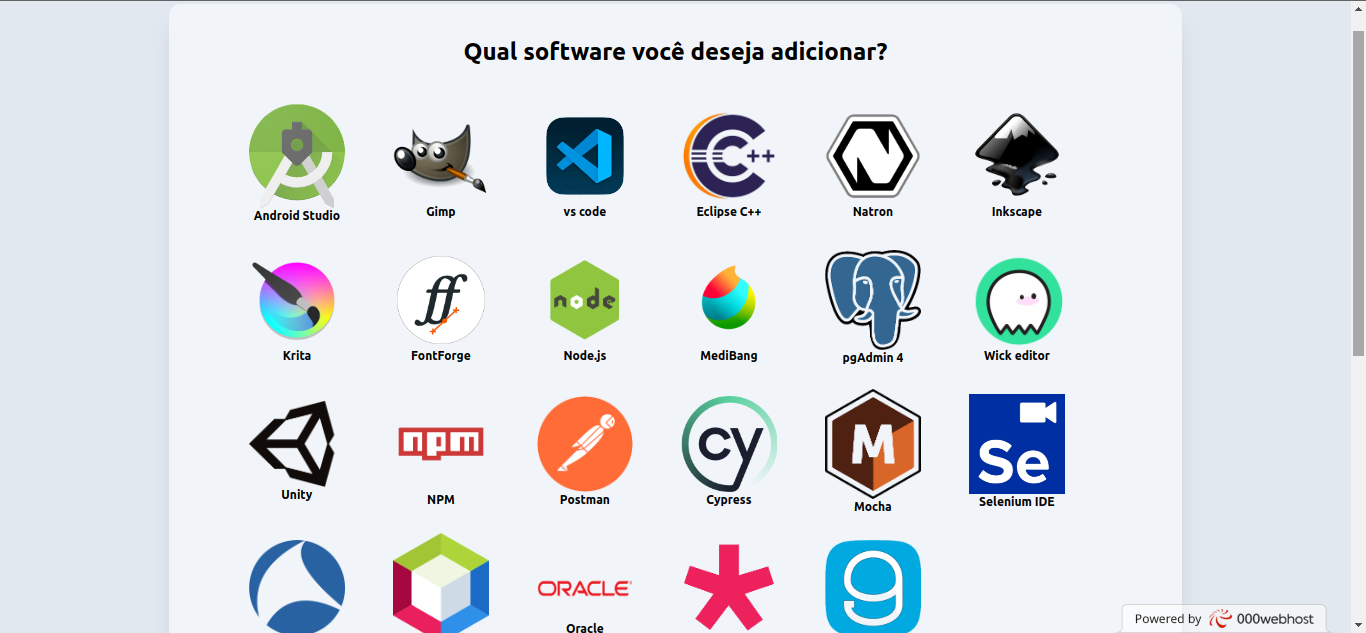 Qual software você deseja adicionar?
Android Studio
Gimp
vs code
Eclipse C++
Natron
Inkscape
ff
node
Krita
FontForge
Node.js
MediBang
pgAdmin 4
Wick editor
npm
cy
M
Se
Unity
NPM
Postman
Cypress
Mocha
Selenium IDE
ORACLE
g
Oracle
Powered by 000webhost